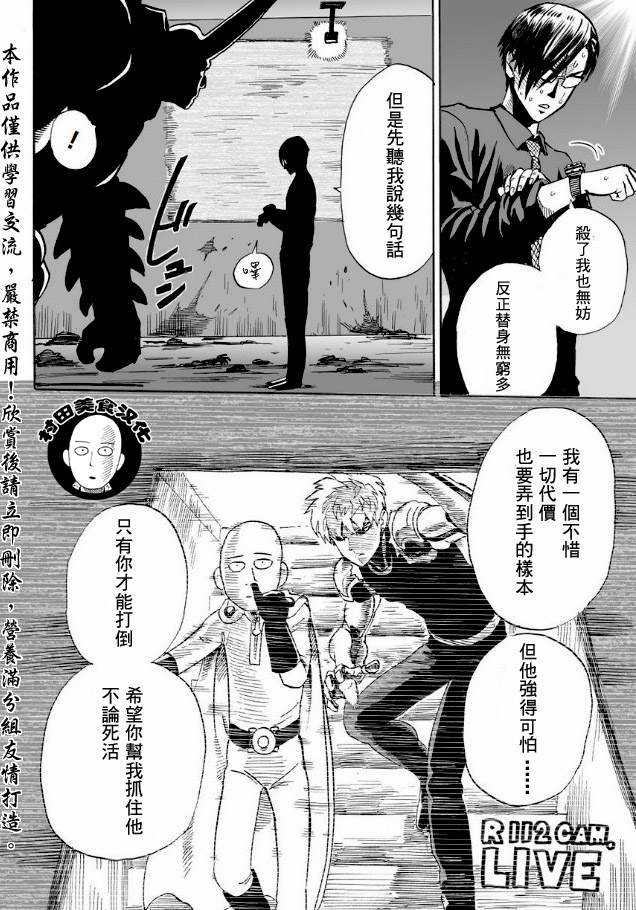 殺了我也無妨
反正替身無窮多
但是先聽我說幾句話
!
我有一個不惜
一切代價
也要弄到手的樣本
但他強得可怕……
只有你才能打倒
希望你幫我抓住他
不論死活
R112 CAM.
LIVE
村田美食汉化
本作品僅供學習交流，嚴禁商用！欣賞後請立即刪除，營養滿分組友情打造。